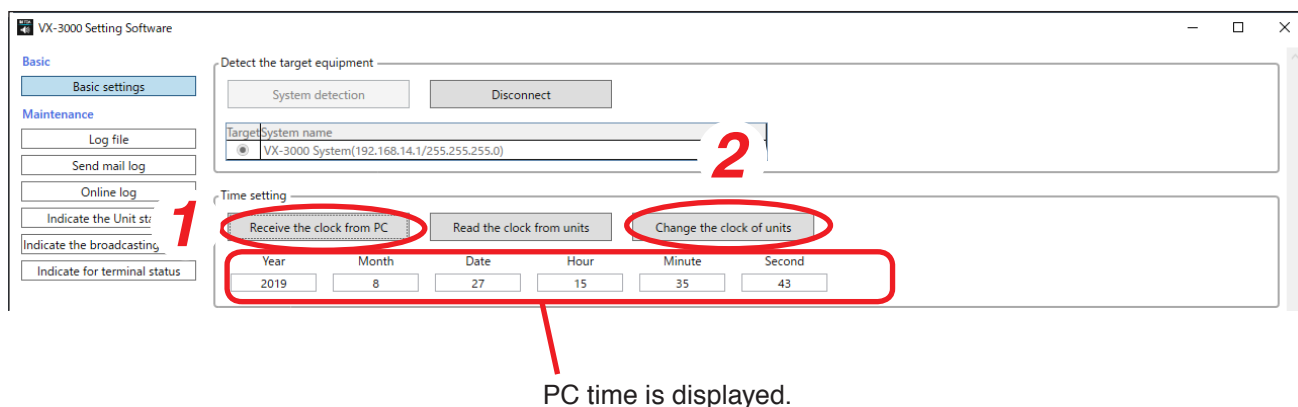 VX-3000 Setting Software
Basic
Basic settings
Maintenance
Log file
Send mail log
Online log
Indicate the Unit
Indicate the broadcasting
Indicate for terminal status
Detect the target equipment
System detection Disconnect
Target System name
VX-3000 System(192.168.14.1/255.255.255.0)
2
Time setting
1
Receive the clock from PC Read the clock from units Change the clock of units
Year Month Date Hour Minute Second
2019 8 27 15 35 43
PC time is displayed.